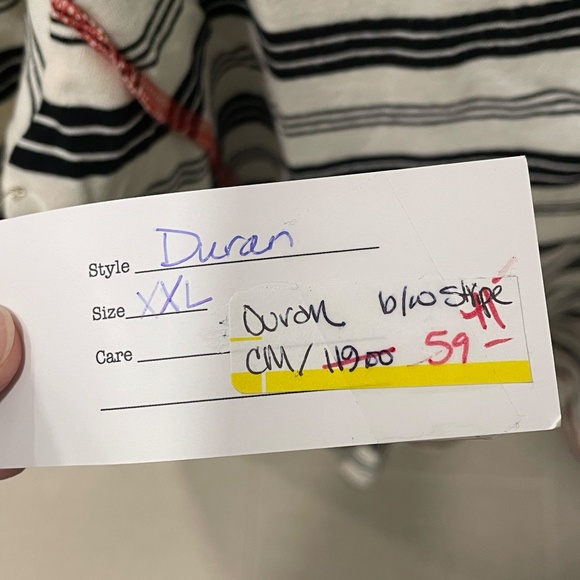 Style Duran
Size XXL
Care
Duran b/w stripe
CM/ 119.00 59 -